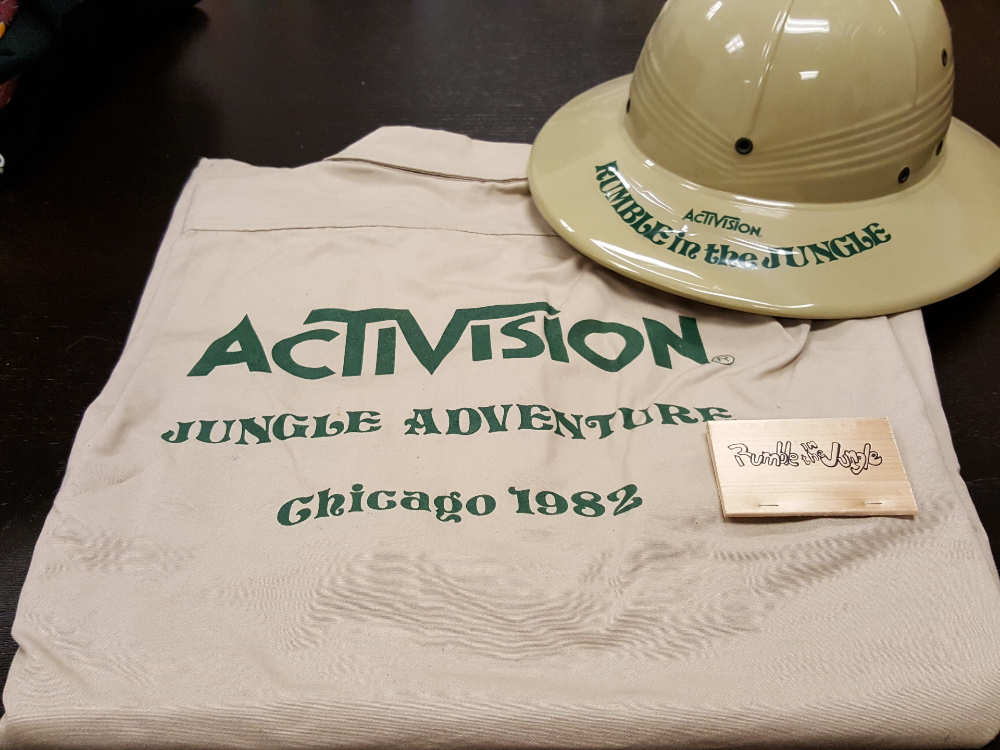 ACTIVISION
RUMBLE in the JUNGLE
ACTIVISION®
JUNGLE ADVENTURE
Chicago 1982
Rumble in the Jungle